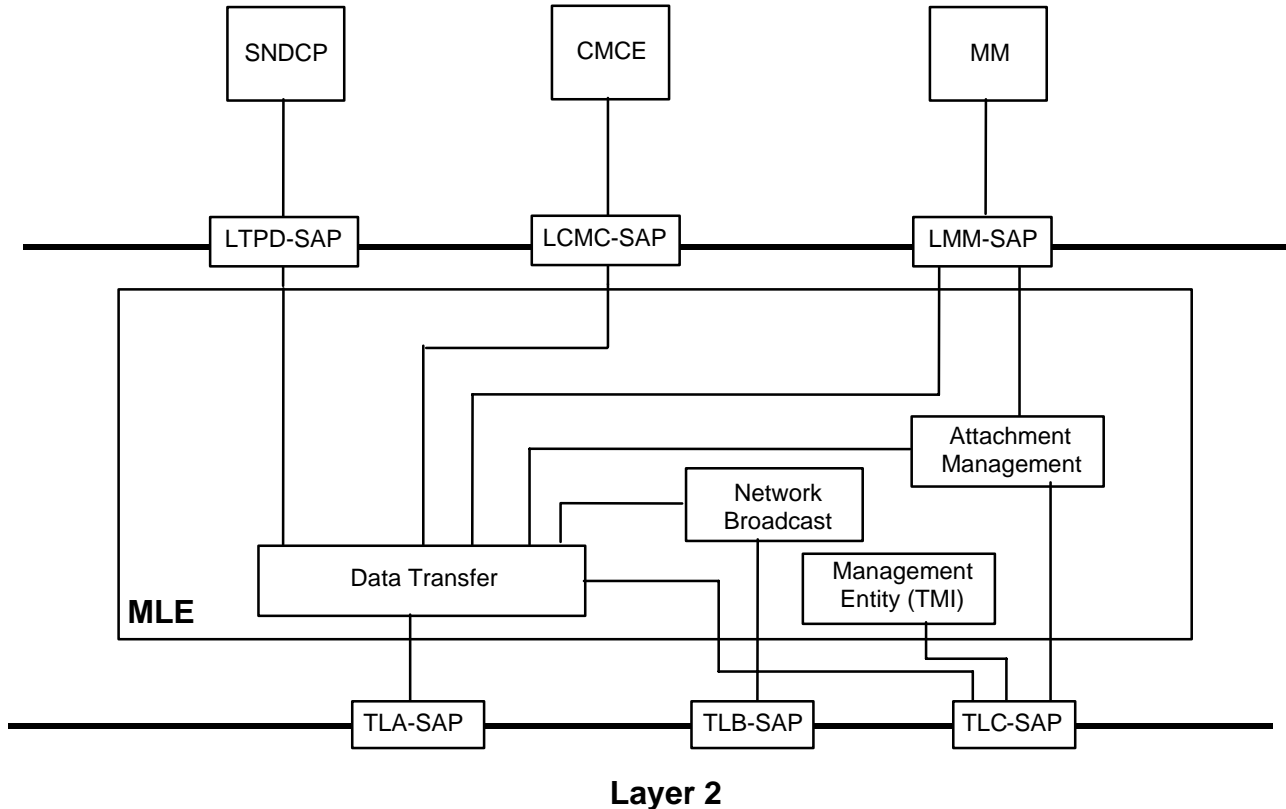 SNDCP
CMCE
MM
LTPD-SAP
LCMC-SAP
LMM-SAP
Attachment
Management
Network
Broadcast
Data Transfer
Management
Entity (TMI)
MLE
TLA-SAP
TLB-SAP
TLC-SAP
Layer 2